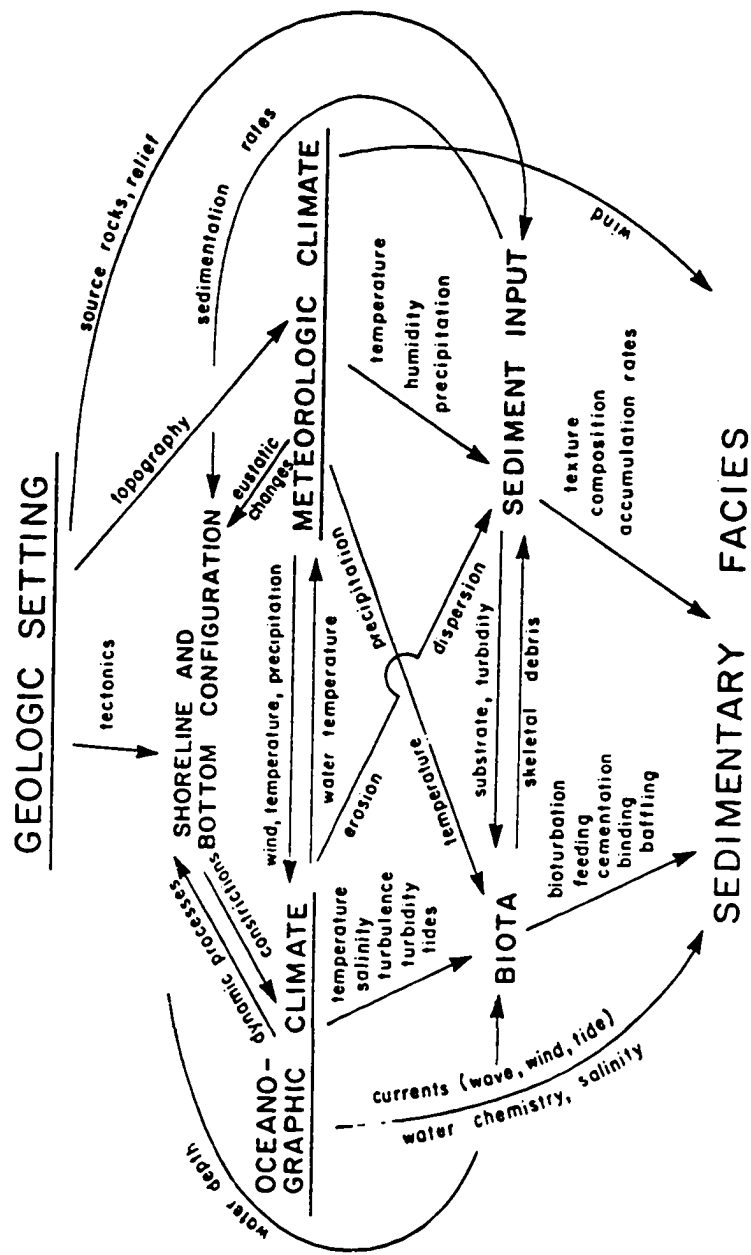 GEOLOGIC SETTING
source rocks, relief
topography
tectonics
sedimentation rates
SHORELINE AND
BOTTOM CONFIGURATION
eustatic
changes
dynamic processes
constrictions
wind, temperature, precipitation
water temperature
OCEANO-
GRAPHIC CLIMATE
METEOROLOGIC CLIMATE
water depth
temperature
salinity
turbulence
turbidity
tides
erosion
dispersion
precipitation
temperature
temperature
humidity
precipitation
wind
BIOTA
substrate, turbidity
skeletal debris
SEDIMENT INPUT
currents (wave, wind, tide)
water chemistry, salinity
bioturbation
feeding
cementation
binding
baffling
texture
composition
accumulation rates
SEDIMENTARY FACIES